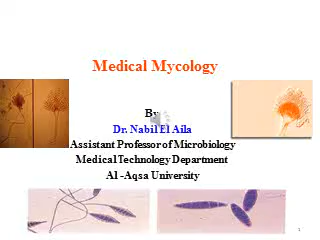 Medical Mycology
By
Dr. Nabil El Aila
Assistant Professor of Microbiology
Medical Technology Department
Al -Aqsa University
1